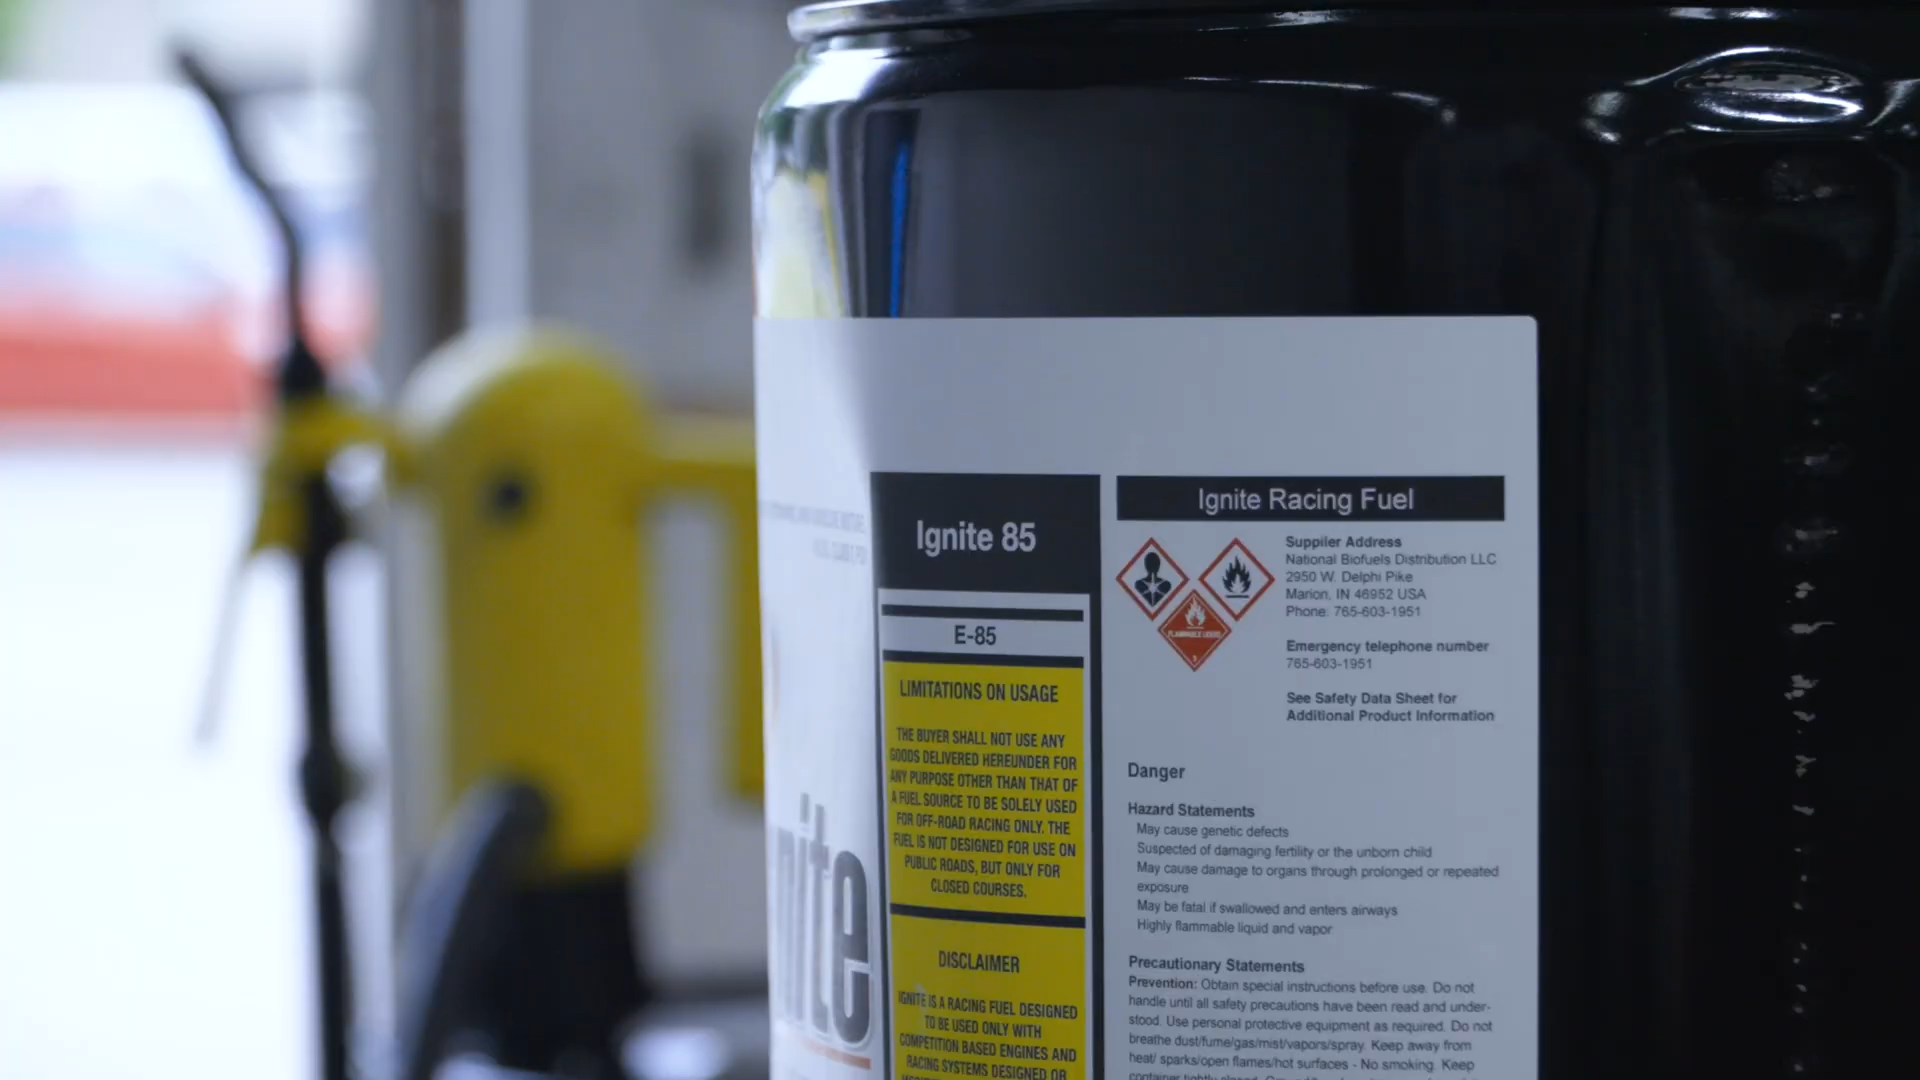 Ignite 85
E-85
LIMITATIONS ON USAGE
THE BUYER SHALL NOT USE ANY
GOODS DELIVERED HEREUNDER FOR
ANY PURPOSE OTHER THAN THAT OF
A FUEL SOURCE TO BE SOLELY USED
FOR OFF-ROAD RACING ONLY. THE
FUEL IS NOT DESIGNED FOR USE ON
PUBLIC ROADS, BUT ONLY FOR
CLOSED COURSES.
DISCLAIMER
IGNITE IS A RACING FUEL DESIGNED
TO BE USED ONLY WITH
COMPETITION BASED ENGINES AND
RACING SYSTEMS DESIGNED OR
Ignite Racing Fuel
FLAMMABLE LIQUID
3
Suppiler Address
National Biofuels Distribution LLC
2950 W. Delphi Pike
Marion, IN 46952 USA
Phone: 765-603-1951
Emergency telephone number
765-603-1951
See Safety Data Sheet for
Additional Product Information
Danger
Hazard Statements
May cause genetic defects
Suspected of damaging fertility or the unborn child
May cause damage to organs through prolonged or repeated
exposure
May be fatal if swallowed and enters airways
Highly flammable liquid and vapor
Precautionary Statements
Prevention: Obtain special instructions before use. Do not
handle until all safety precautions have been read and under-
stood. Use personal protective equipment as required. Do not
breathe dust/fume/gas/mist/vapors/spray. Keep away from
heat/ sparks/open flames/hot surfaces - No smoking. Keep
container tightly closed.
nite